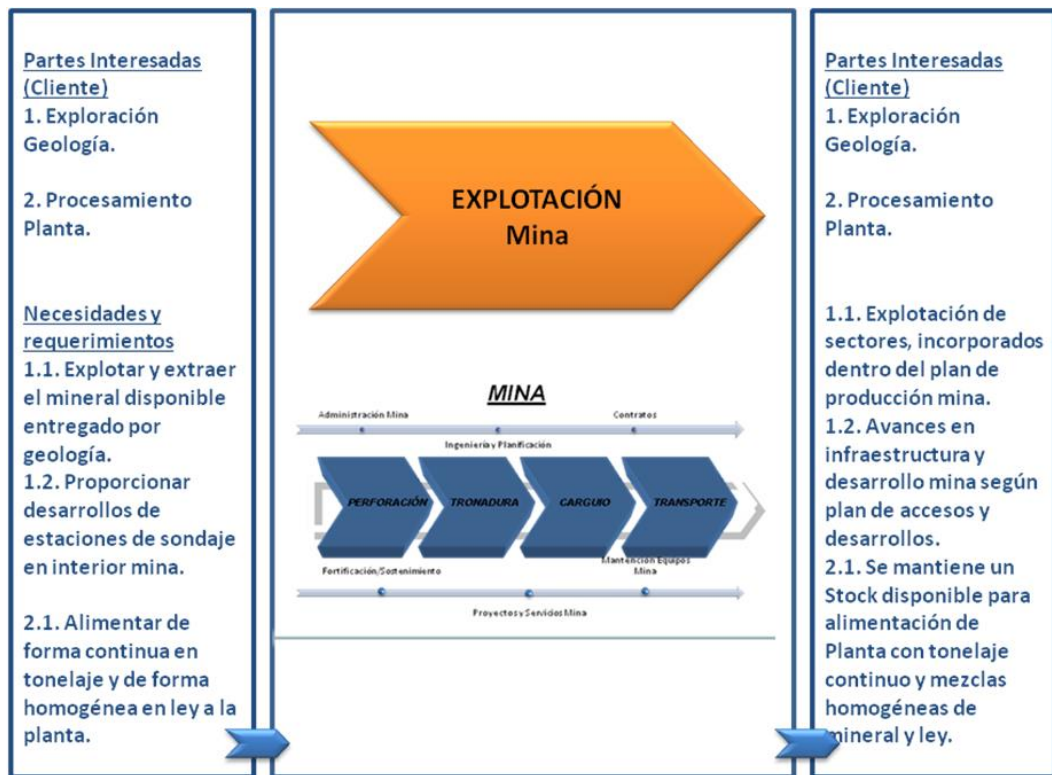 Partes Interesadas
(Cliente)
1. Exploración
Geología.
2. Procesamiento
Planta.
Necesidades y
requerimientos
1.1. Explotar y extraer
el mineral disponible
entregado por
geología.
1.2. Proporcionar
desarrollos de
estaciones de sondaje
en interior mina.
2.1. Alimentar de
forma continua en
tonelaje y de forma
homogénea en ley a la
planta.
EXPLOTACIÓN
Mina
MINA
Administración Mina
Contratos
Ingeniería y Planificación
PERFORACIÓN
TRONADURA
CARGUIO
TRANSPORTE
Fortificación/Sostenimiento
Mantención Equipos
Mina
Proyectos y Servicios Mina
Partes Interesadas
(Cliente)
1. Exploración
Geología.
2. Procesamiento
Planta.
1.1. Explotación de
sectores, incorporados
dentro del plan de
producción mina.
1.2. Avances en
infraestructura y
desarrollo mina según
plan de accesos y
desarrollos.
2.1. Se mantiene un
Stock disponible para
alimentación de
Planta con tonelaje
continuo y mezclas
homogéneas de
mineral y ley.